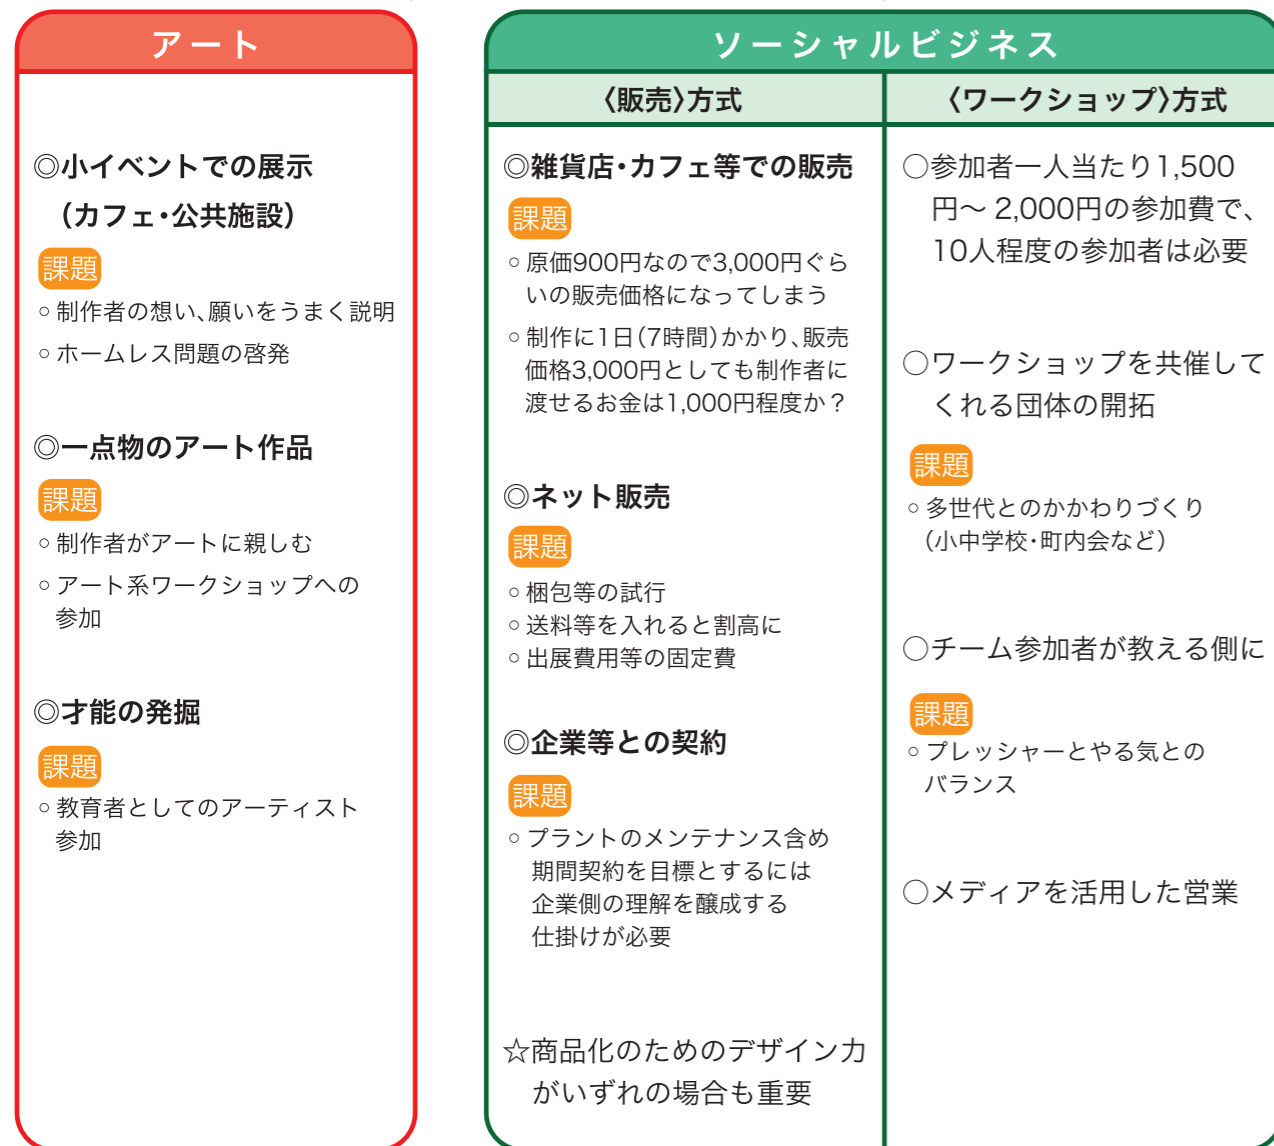 アート
◎小イベントでの展示
（カフェ・公共施設）
課題
○制作者の想い、願いをうまく説明
○ホームレス問題の啓発
◎一点物のアート作品
課題
○制作者がアートに親しむ
○アート系ワークショップへの
参加
◎才能の発掘
課題
○教育者としてのアーティスト
参加
ソーシャルビジネス
〈販売〉方式
◎雑貨店・カフェ等での販売
課題
○原価900円なので3,000円ぐら
いの販売価格になってしまう
○制作に1日（7時間）かかり、販売
価格3,000円としても制作者に
渡せるお金は1,000円程度か？
◎ネット販売
課題
○梱包等の試行
○送料等を入れると割高に
○出展費用等の固定費
◎企業等との契約
課題
○プラントのメンテナンス含め
期間契約を目標とするには
企業側の理解を醸成する
仕掛けが必要
☆商品化のためのデザイン力
がいずれの場合も重要
〈ワークショップ〉方式
○参加者一人当たり1,500
円～2,000円の参加費で、
10人程度の参加者は必要
○ワークショップを共催して
くれる団体の開拓
課題
○多世代とのかかわりづくり
（小中学校・町内会など）
○チーム参加者が教える側に
課題
○プレッシャーとやる気との
バランス
○メディアを活用した営業